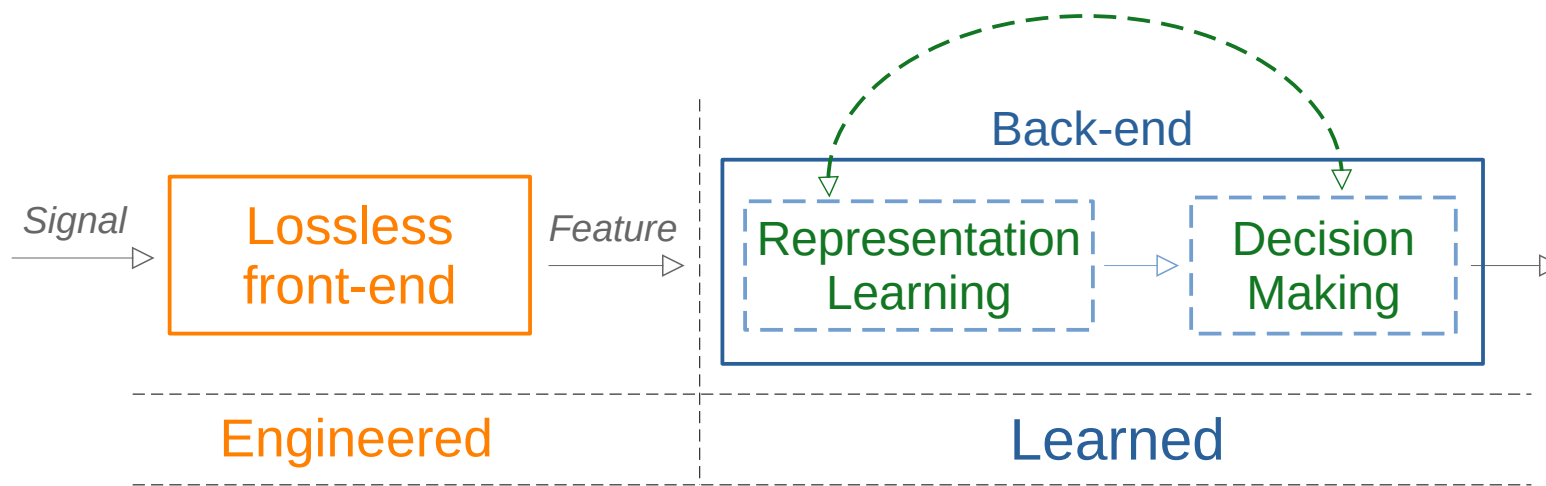 Signal
Lossless
front-end
Feature
Back-end
Representation
Learning
Decision
Making
Engineered
Learned